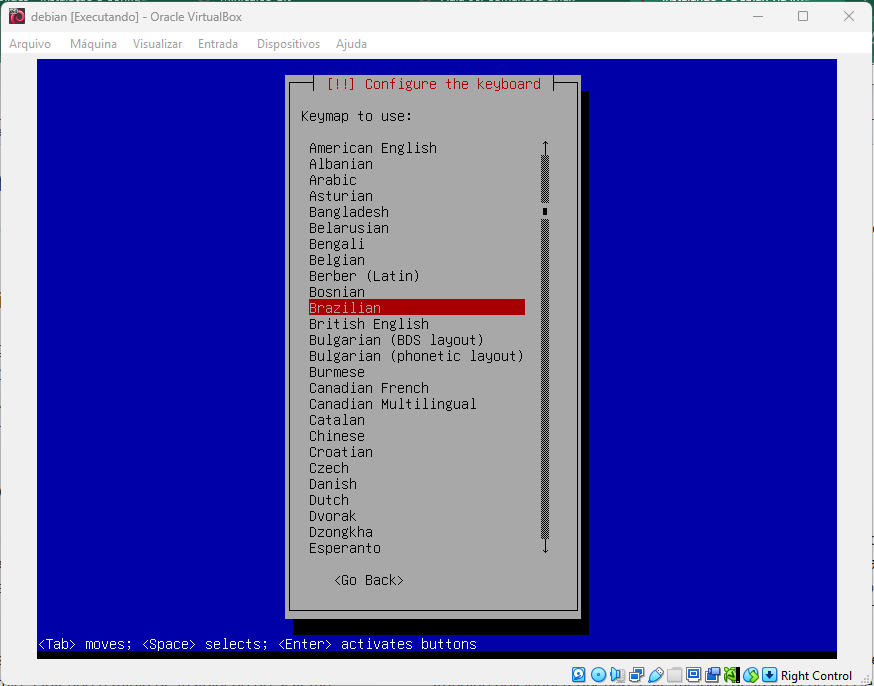 debian [Executando] - Oracle VirtualBox
Arquivo Máquina Visualizar Entrada Dispositivos Ajuda
[!!] Configure the keyboard
Keymap to use:
American English
Albanian
Arabic
Asturian
Bangladesh
Belarusian
Bengali
Belgian
Berber (Latin)
Bosnian
Brazilian
British English
Bulgarian (BDS layout)
Bulgarian (phonetic layout)
Burmese
Canadian French
Canadian Multilingual
Catalan
Chinese
Croatian
Czech
Danish
Dutch
Dvorak
Dzongkha
Esperanto
<Go Back>
<Tab> moves; <Space> selects; <Enter> activates buttons
Right Control